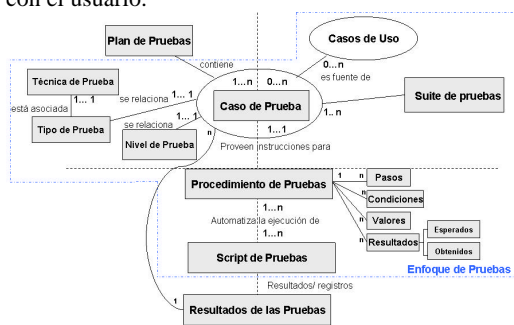 con el usuario.
Plan de Pruebas
Casos de Uso
contiene
Técnica de Prueba
1...n
0...n
0...n
es fuente de
1... 1
se relaciona
1... 1
Caso de Prueba
Suite de pruebas
está asociada
1... 1
1.. n
Tipo de Prueba
se relaciona
n
1...1
Nivel de Prueba
Proveen instrucciones para
Procedimiento de Pruebas
1
n
Pasos
n
Condiciones
1...n
n
Valores
Automatiza la ejecución de
Esperados
1...n
n
Resultados
Obtenidos
Script de Pruebas
Enfoque de Pruebas
Resultados/ registros
1
Resultados de las Pruebas